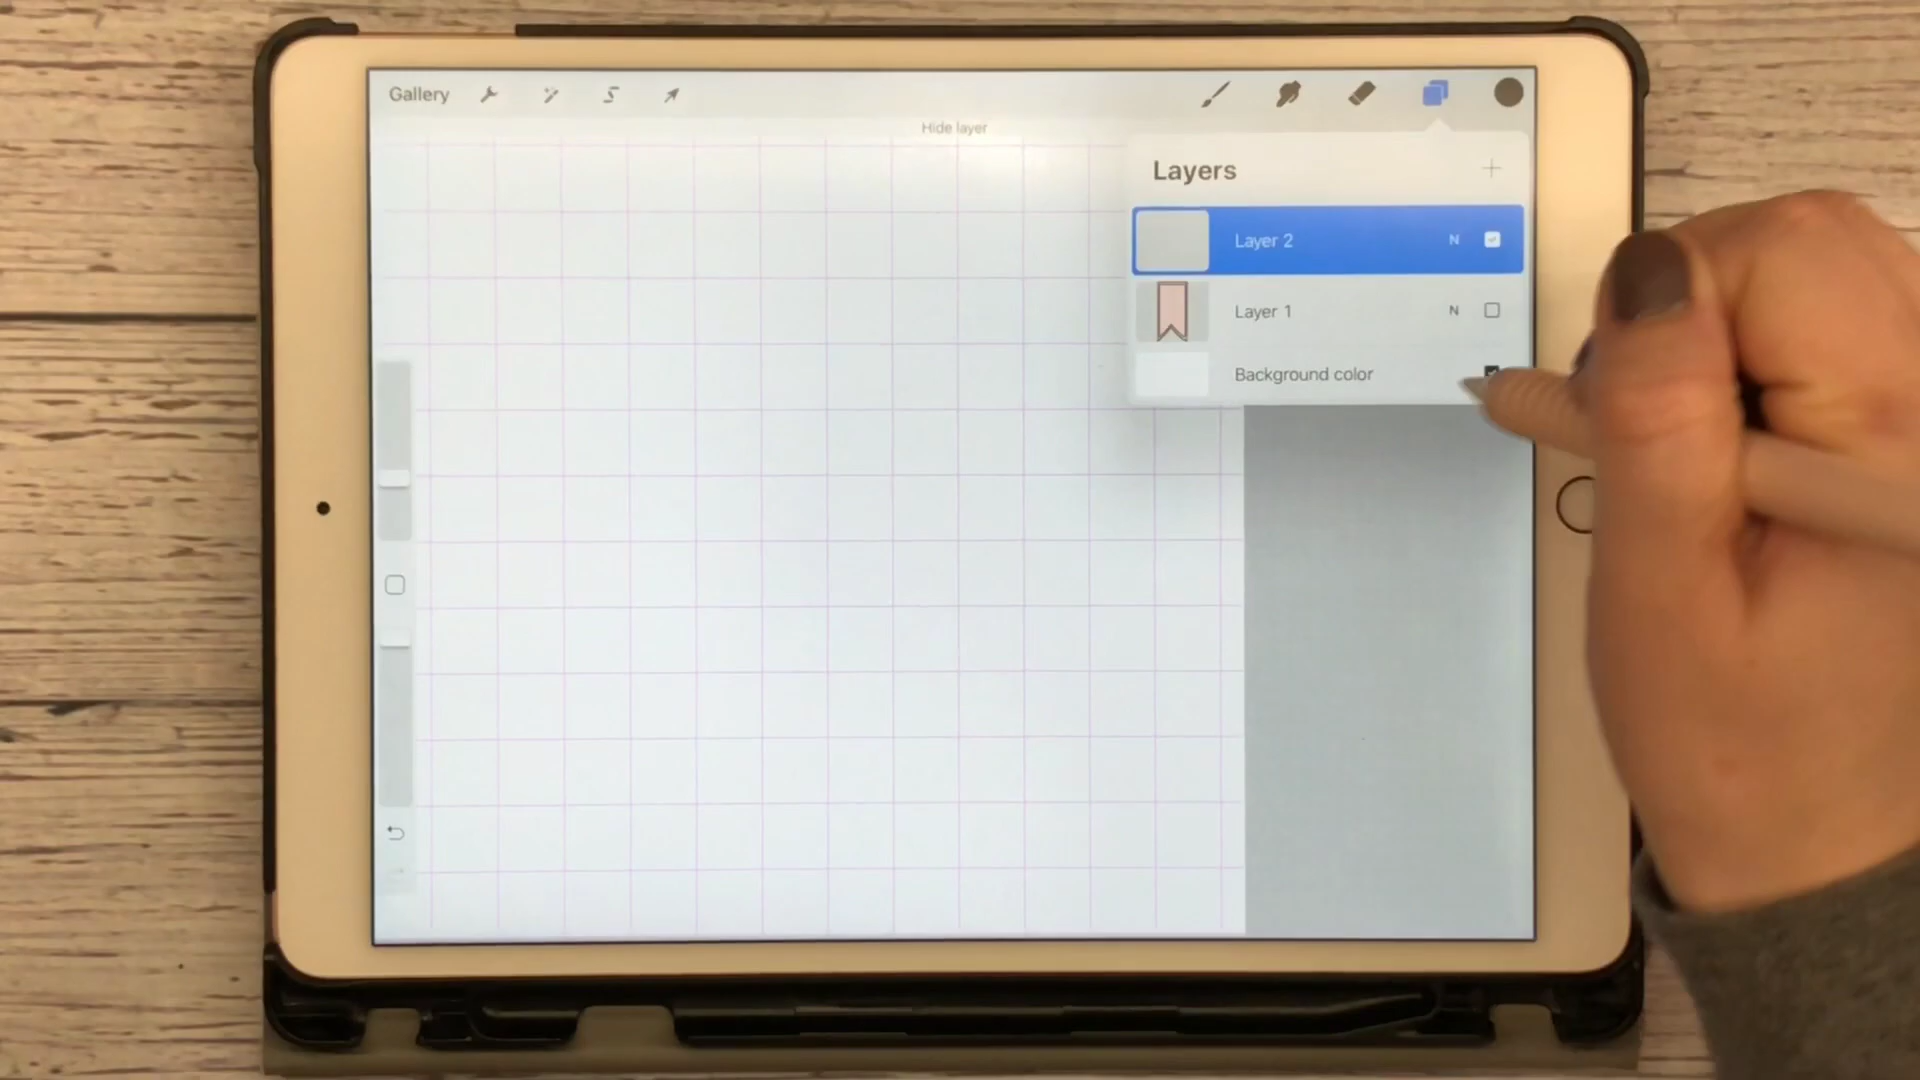 Gallery
Hide layer
Layers
Layer 2 N
Layer 1 N
Background color